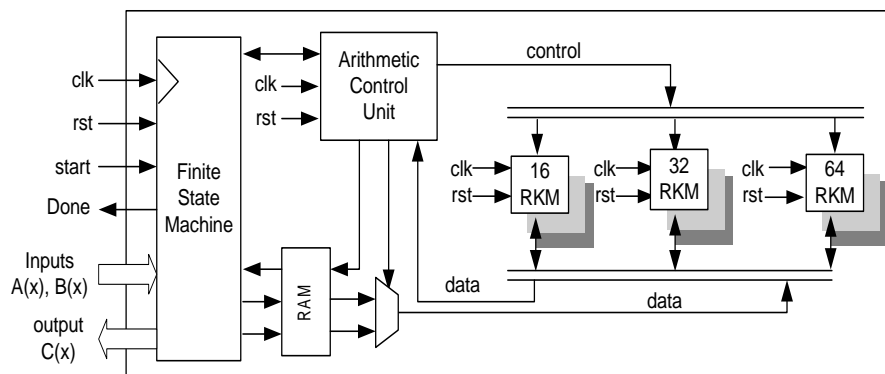 clk
rst
start
Done
Inputs
A(x), B(x)
output
C(x)
Finite
State
Machine
clk
rst
Arithmetic
Control
Unit
control
RAM
data
data
clk
rst
16
RKM
clk
rst
32
RKM
clk
rst
64
RKM